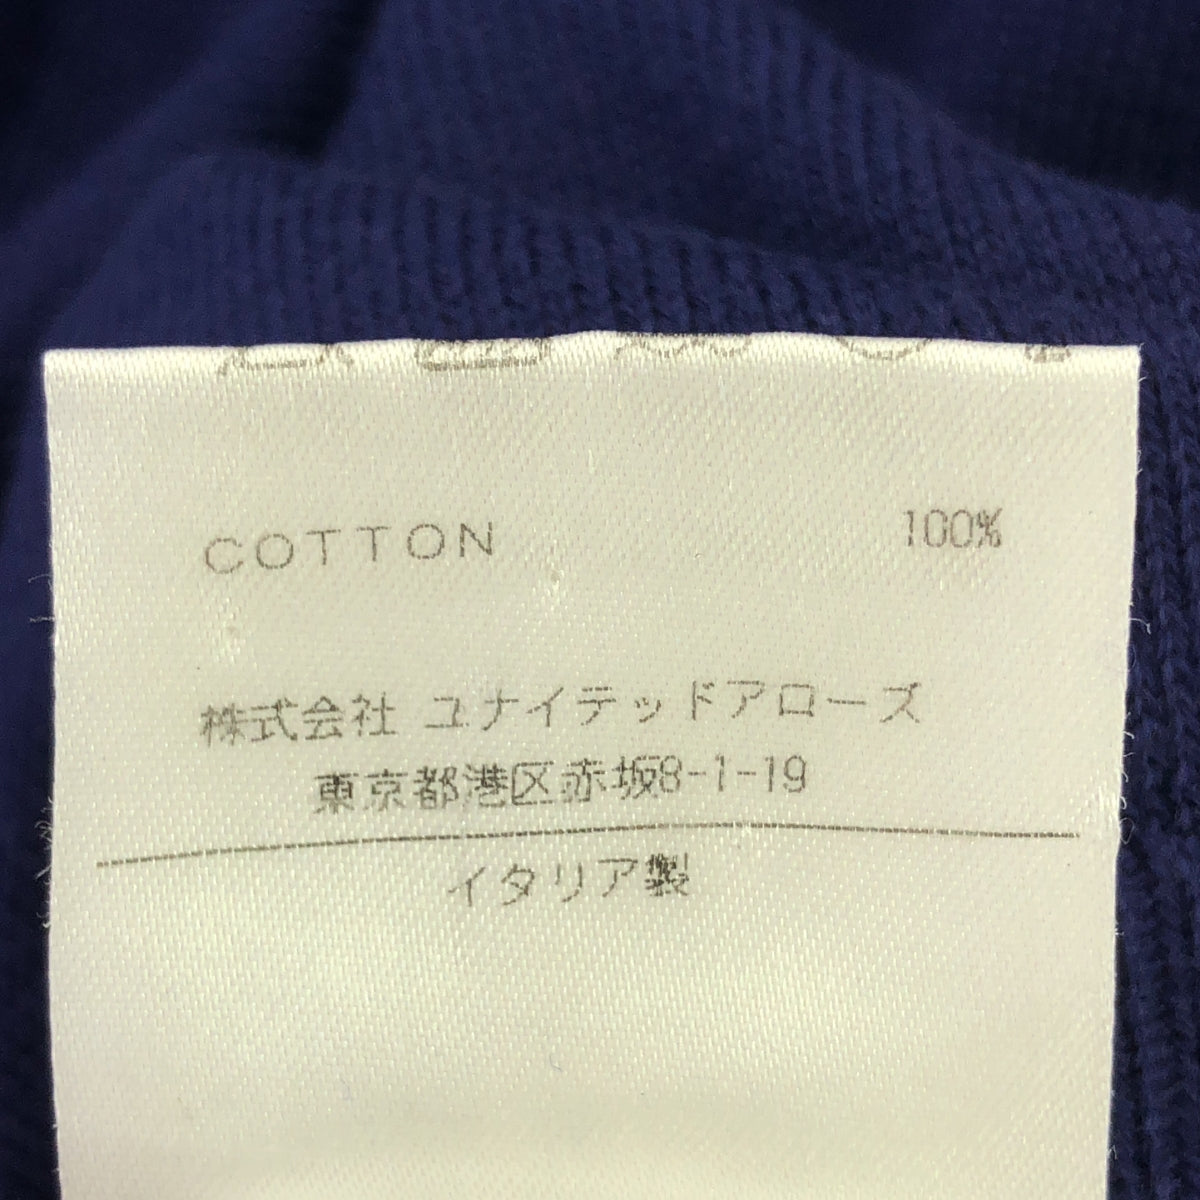 COTTON 100%
株式会社 ユナイテッドアローズ
東京都港区赤坂8-1-19
イタリア製